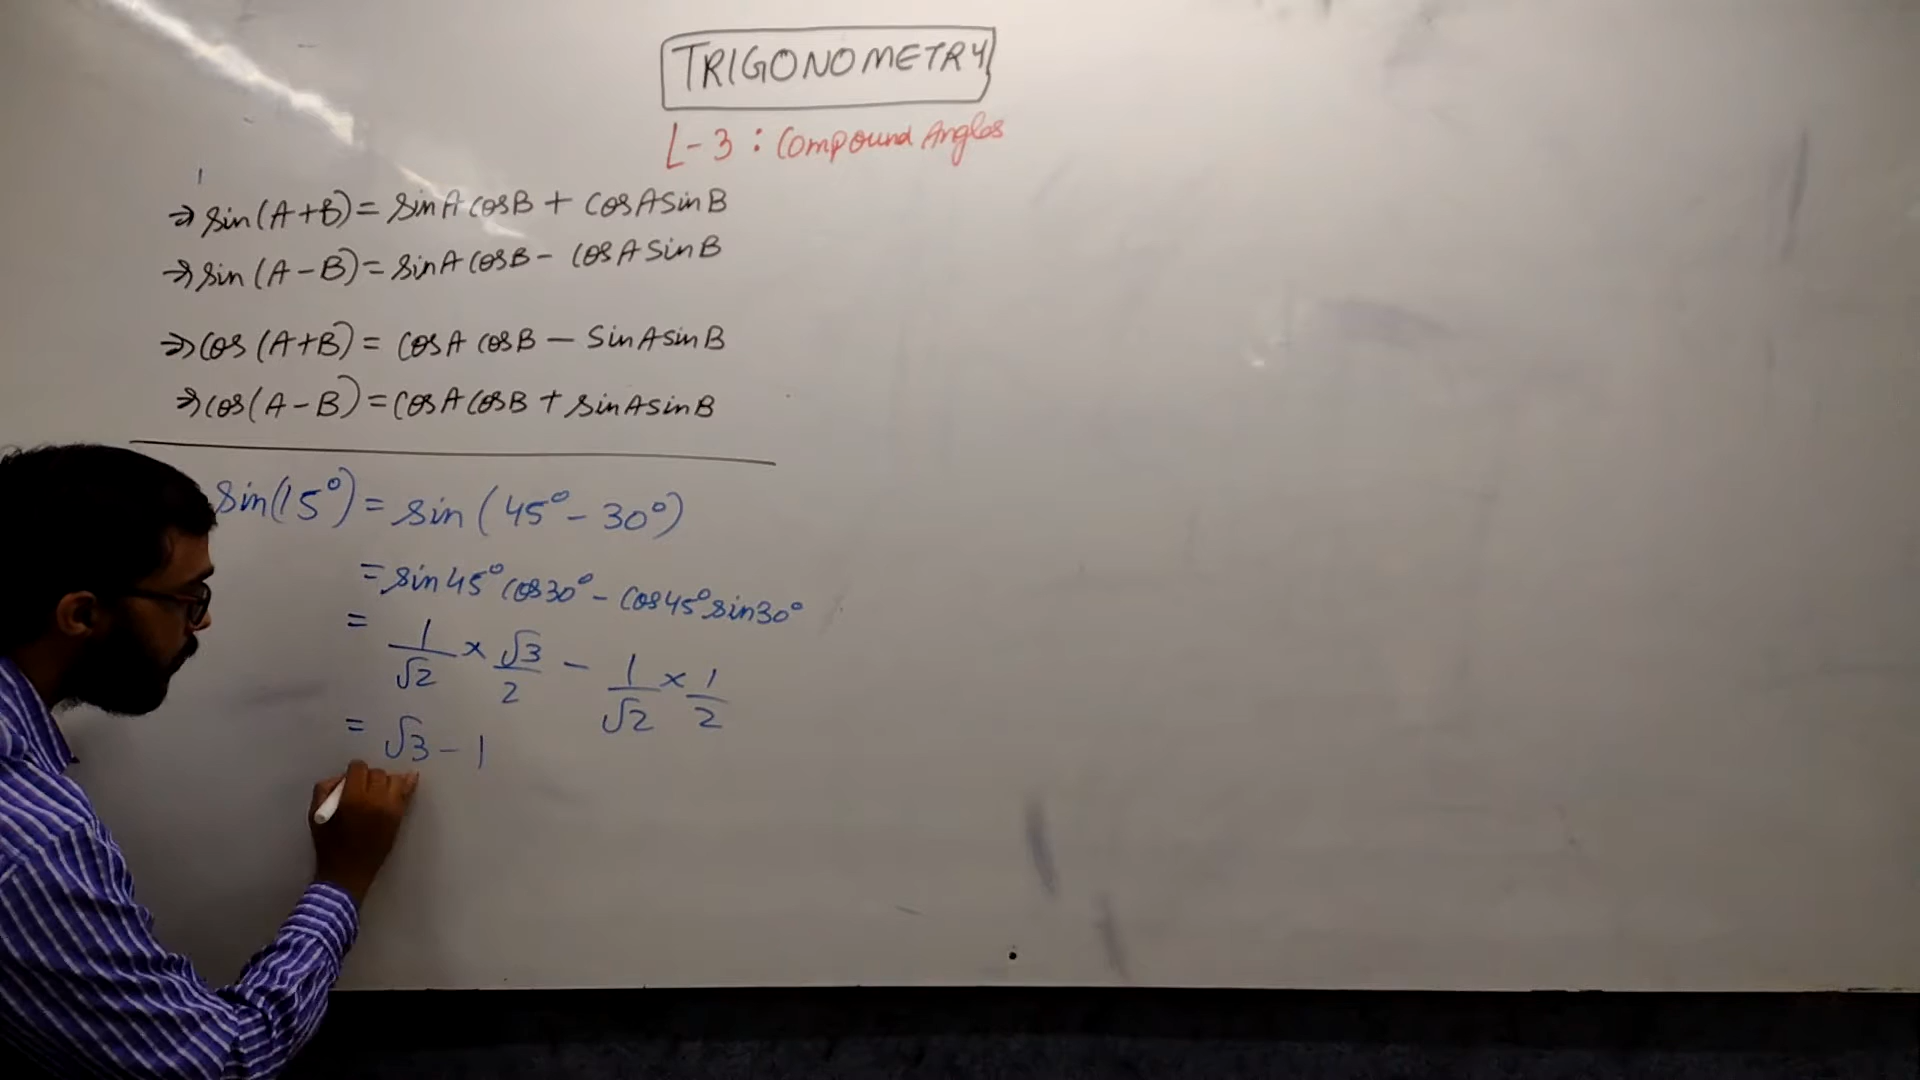 TRIGONOMETRY
L-3 : Compound Angles
⇒ sin(A+B) = sinA cosB + cosA sinB
⇒ sin(A-B) = sinA cosB - cosA sinB
⇒ cos(A+B) = cosA cosB - sinA sinB
⇒ cos(A-B) = cosA cosB + sinA sinB
sin(15°) = sin(45° - 30°)
= sin45° cos30° - cos45° sin30°
= 1/√2 × √3/2 - 1/√2 × 1/2
= √3 - 1